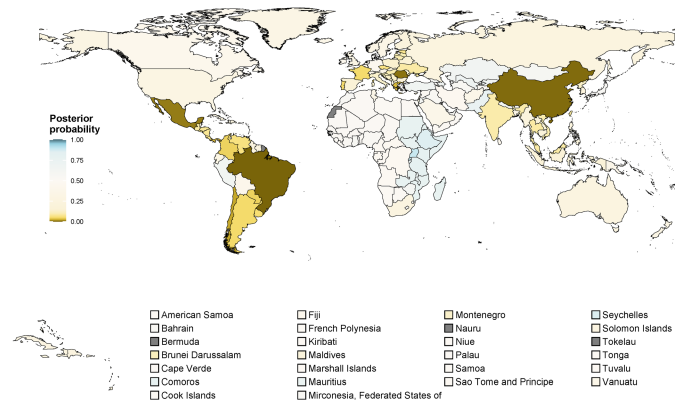 Posterior
probability
1.00
0.75
0.50
0.25
0.00
American Samoa
Bahrain
Bermuda
Brunei Darussalam
Cape Verde
Comoros
Cook Islands
Fiji
French Polynesia
Kiribati
Maldives
Marshall Islands
Mauritius
Mirconesia, Federated States of
Montenegro
Nauru
Niue
Palau
Samoa
Sao Tome and Principe
Seychelles
Solomon Islands
Tokelau
Tonga
Tuvalu
Vanuatu